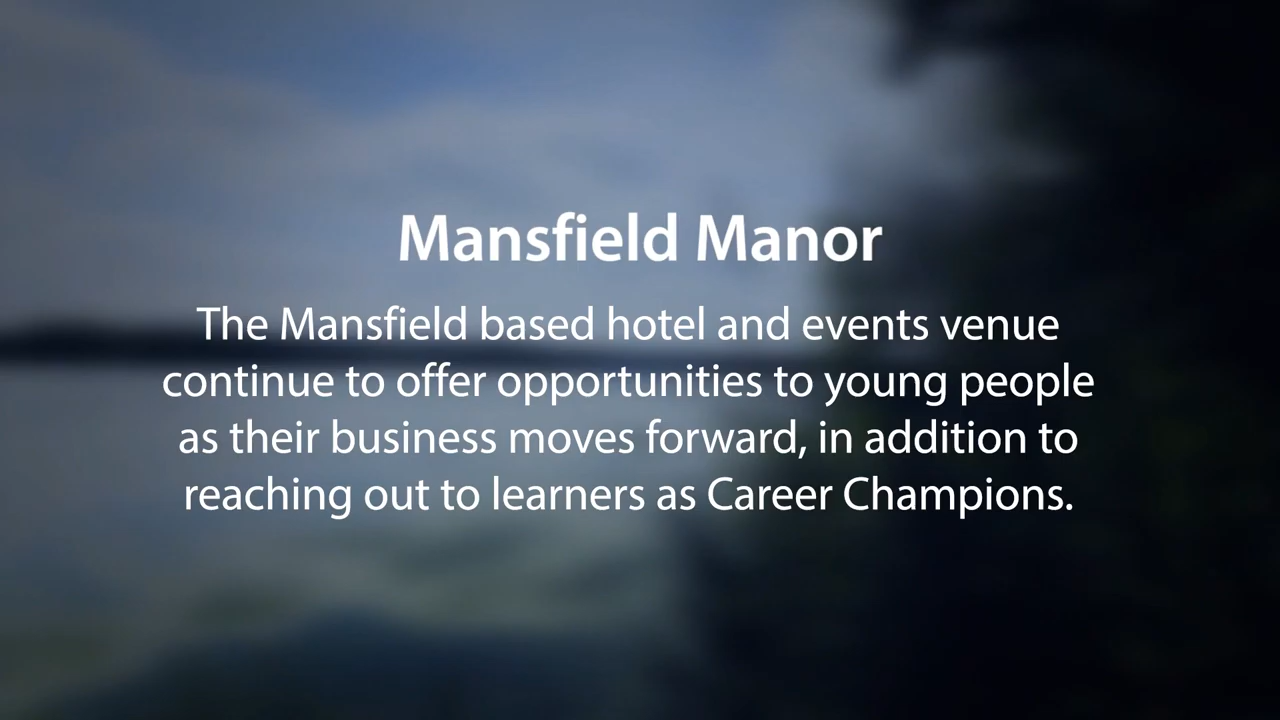 Mansfield Manor
The Mansfield based hotel and events venue
continue to offer opportunities to young people
as their business moves forward, in addition to
reaching out to learners as Career Champions.